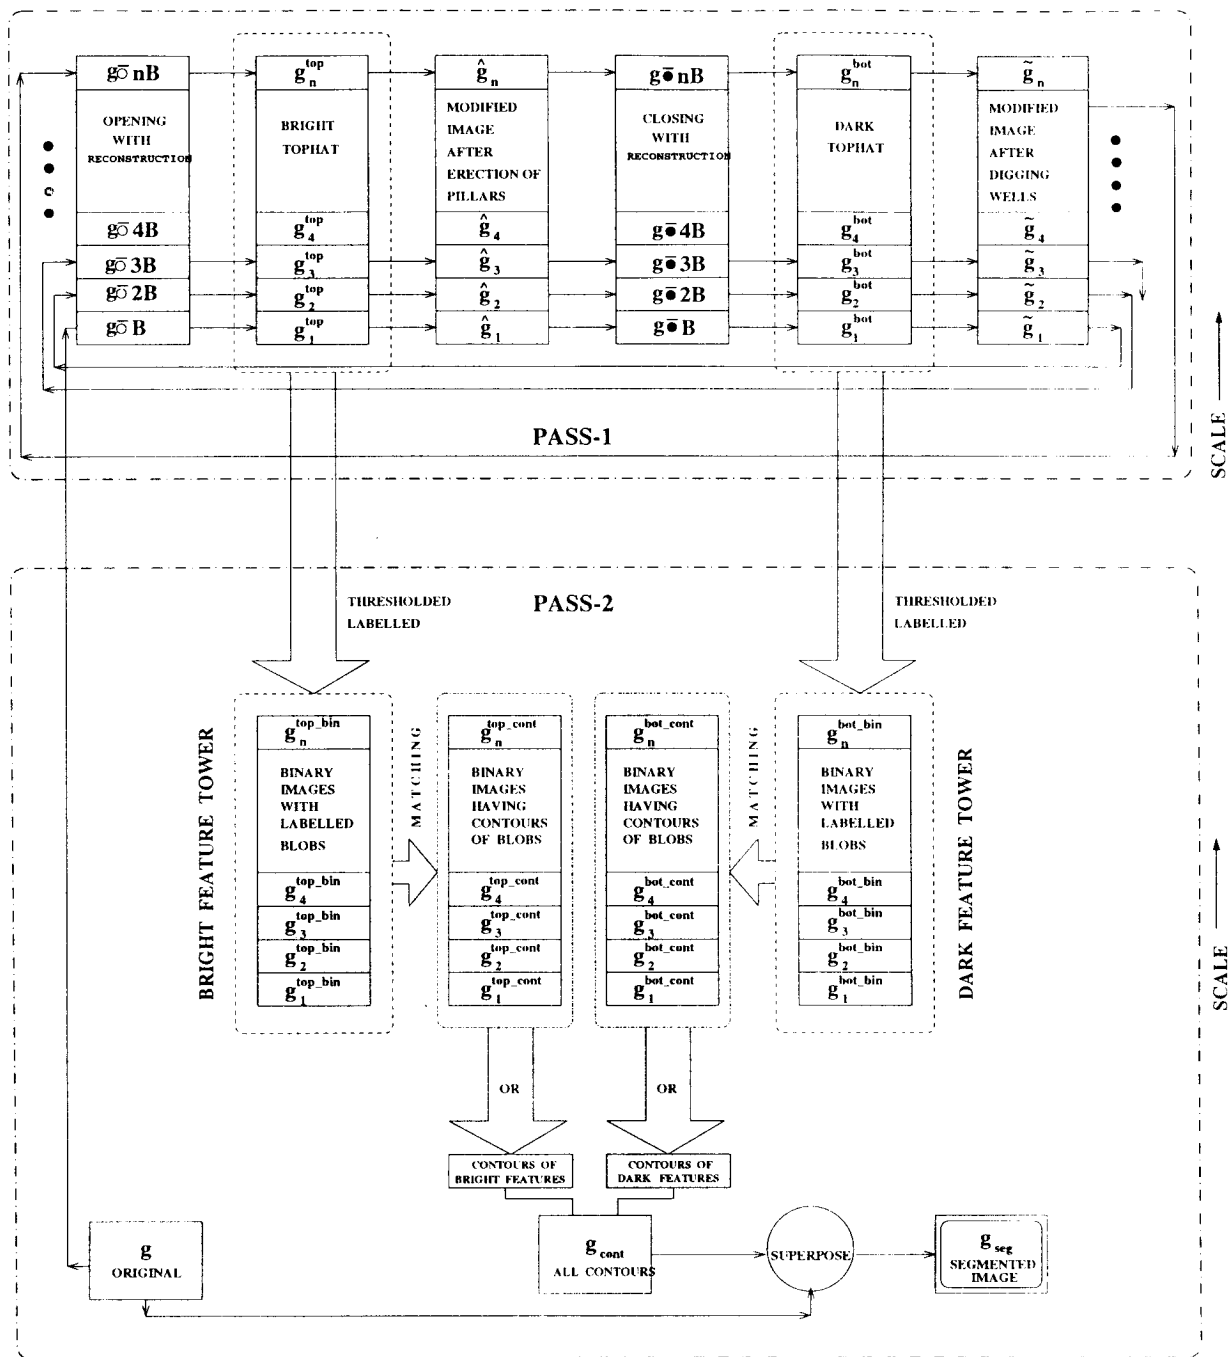 g ō nB
g_n^top
ĝ_n
g ●̄ nB
g_n^bot
g̃_n
OPENING
WITH
RECONSTRUCTION
BRIGHT
TOPHAT
MODIFIED
IMAGE
AFTER
ERECTION OF
PILLARS
CLOSING
WITH
RECONSTRUCTION
DARK
TOPHAT
MODIFIED
IMAGE
AFTER
DIGGING
WELLS
g ō 4B
g_4^top
ĝ_4
g ●̄ 4B
g_4^bot
g̃_4
g ō 3B
g_3^top
ĝ_3
g ●̄ 3B
g_3^bot
g̃_3
g ō 2B
g_2^top
ĝ_2
g ●̄ 2B
g_2^bot
g̃_2
g ō B
g_1^top
ĝ_1
g ●̄ B
g_1^bot
g̃_1
PASS-1
SCALE
PASS-2
THRESHOLDED
LABELLED
THRESHOLDED
LABELLED
BRIGHT FEATURE TOWER
g_n^top_bin
BINARY
IMAGES
WITH
LABELLED
BLOBS
g_4^top_bin
g_3^top_bin
g_2^top_bin
g_1^top_bin
MATCHING
g_n^top_cont
BINARY
IMAGES
HAVING
CONTOURS
OF BLOBS
g_4^top_cont
g_3^top_cont
g_2^top_cont
g_1^top_cont
g_n^bot_cont
BINARY
IMAGES
HAVING
CONTOURS
OF BLOBS
g_4^bot_cont
g_3^bot_cont
g_2^bot_cont
g_1^bot_cont
MATCHING
g_n^bot_bin
BINARY
IMAGES
WITH
LABELLED
BLOBS
g_4^bot_bin
g_3^bot_bin
g_2^bot_bin
g_1^bot_bin
DARK FEATURE TOWER
SCALE
OR
OR
CONTOURS OF
BRIGHT FEATURES
CONTOURS OF
DARK FEATURES
g
ORIGINAL
g_cont
ALL CONTOURS
SUPERPOSE
g_seg
SEGMENTED
IMAGE